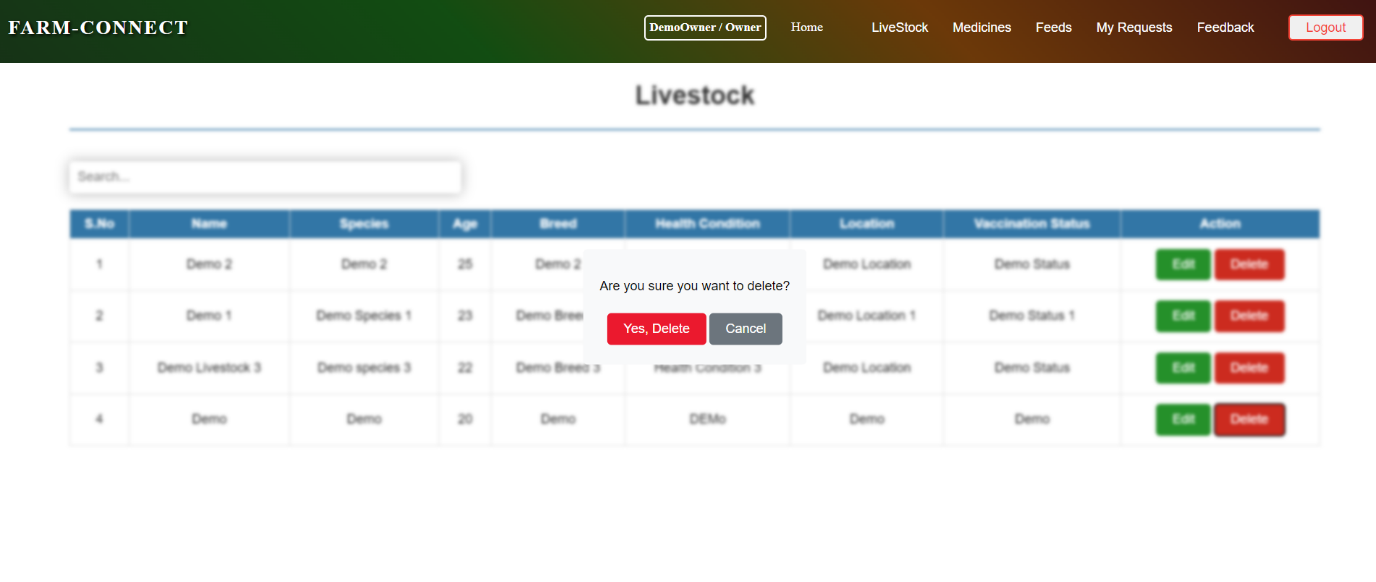 FARM-CONNECT DemoOwner / Owner Home LiveStock Medicines Feeds My Requests Feedback Logout
Livestock
Search...
S.No Name Species Age Breed Health Condition Location Vaccination Status Action
1 Demo 2 Demo 2 25 Demo 2 Demo Location Demo Status Edit Delete
Are you sure you want to delete?
2 Demo 1 Demo Species 1 23 Demo Demo Location 1 Demo Status 1 Edit Delete
Yes, Delete Cancel
3 Demo Livestock 3 Demo species 3 22 Demo Breed 3 Health Condition 3 Demo Location Demo Status Edit Delete
4 Demo Demo 20 Demo DEMo Demo Demo Edit Delete